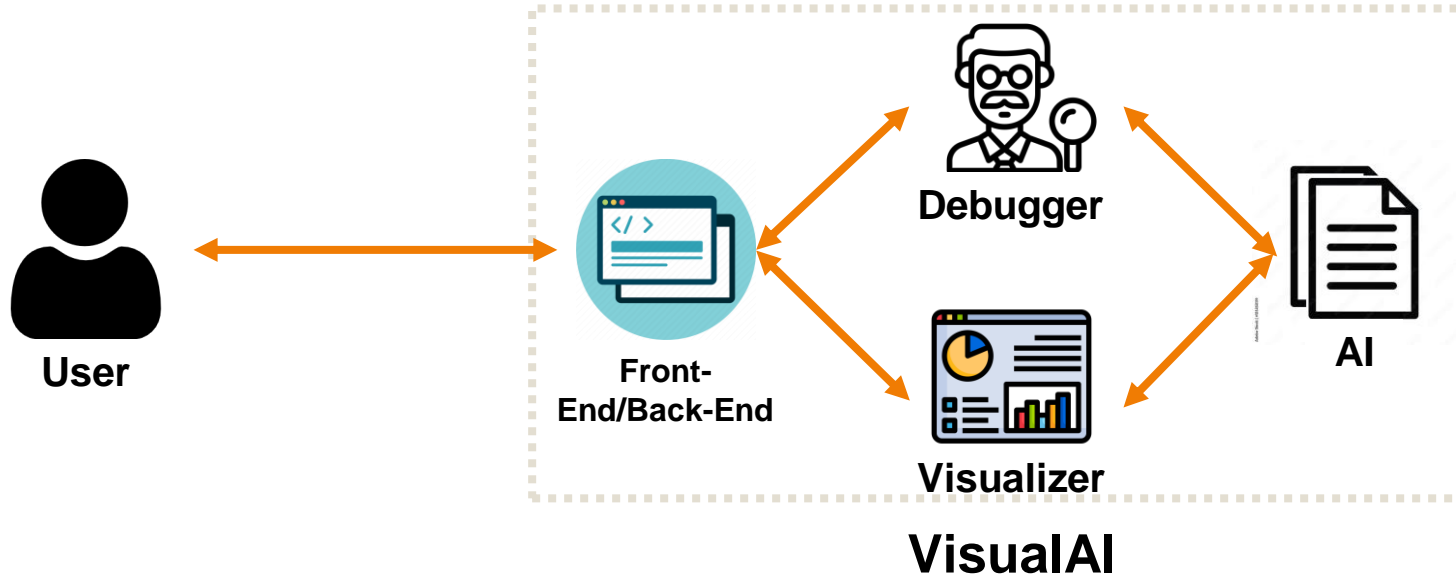 Debugger
User
Front-
End/Back-End
</>
AI
Visualizer
VisualAI